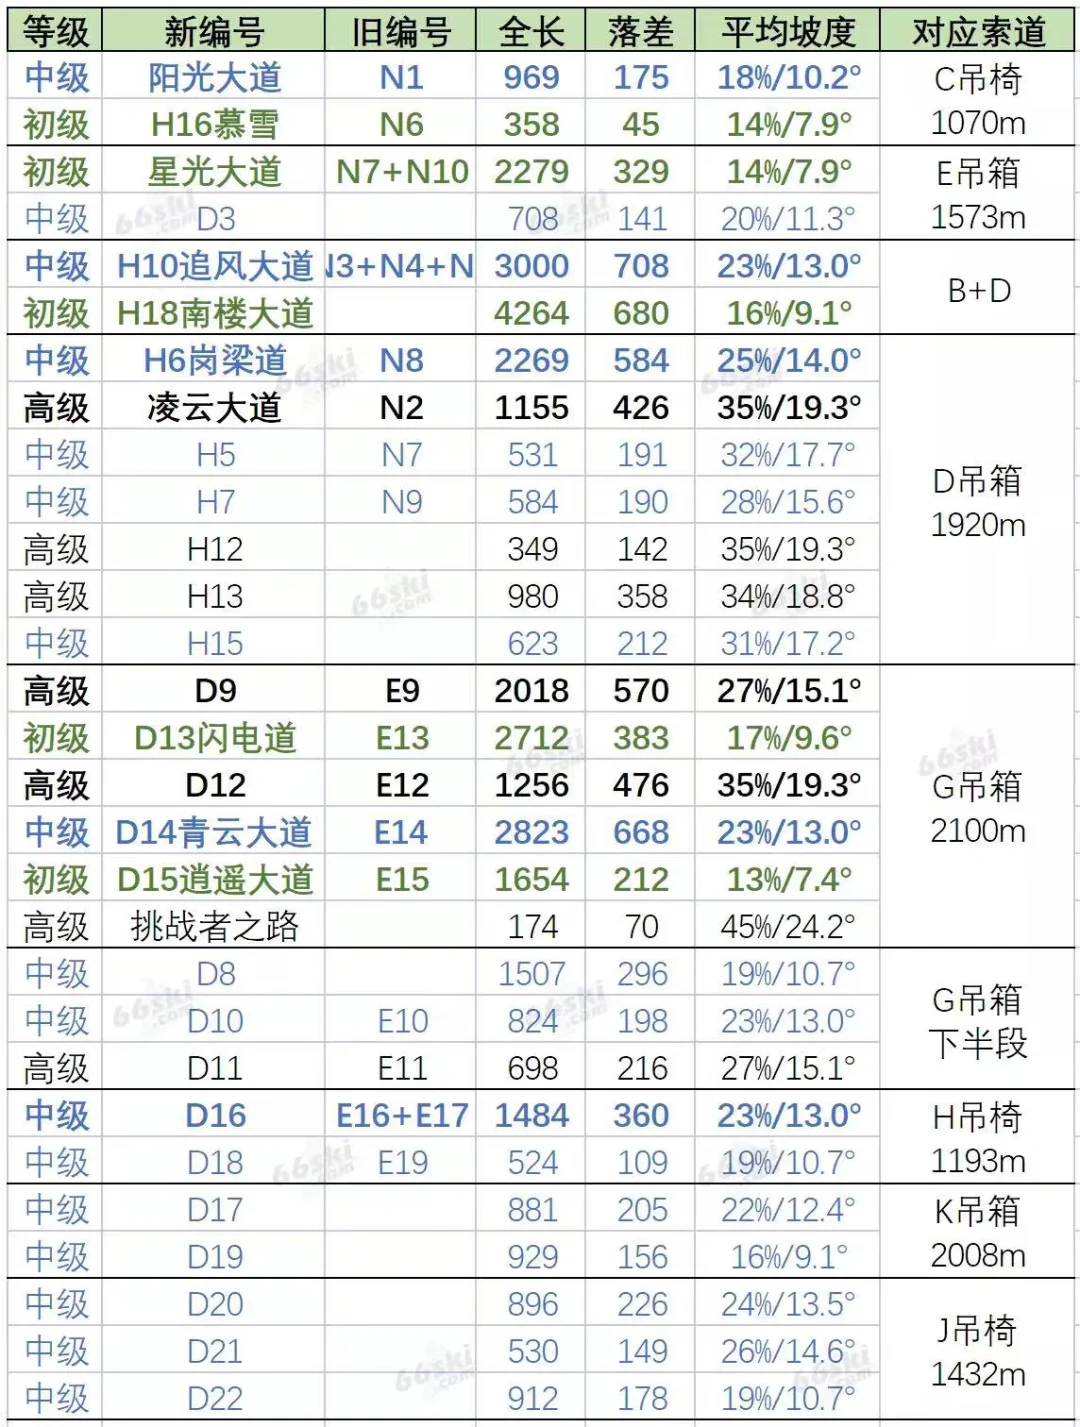 等级 新编号 旧编号 全长 落差 平均坡度 对应索道
中级 阳光大道 N1 969 175 18%/10.2° C吊椅
初级 H16慕雪 N6 358 45 14%/7.9° 1070m
初级 星光大道 N7+N10 2279 329 14%/7.9° E吊箱
中级 D3 708 141 20%/11.3° 1573m
中级 H10追风大道 N3+N4+N 3000 708 23%/13.0° B+D
初级 H18南楼大道 4264 680 16%/9.1°
中级 H6岗梁道 N8 2269 584 25%/14.0°
高级 凌云大道 N2 1155 426 35%/19.3°
中级 H5 N7 531 191 32%/17.7° D吊箱
中级 H7 N9 584 190 28%/15.6° 1920m
高级 H12 349 142 35%/19.3°
高级 H13 980 358 34%/18.8°
中级 H15 623 212 31%/17.2°
高级 D9 E9 2018 570 27%/15.1°
初级 D13闪电道 E13 2712 383 17%/9.6°
高级 D12 E12 1256 476 35%/19.3° G吊箱
中级 D14青云大道 E14 2823 668 23%/13.0° 2100m
初级 D15逍遥大道 E15 1654 212 13%/7.4°
高级 挑战者之路 174 70 45%/24.2°
中级 D8 1507 296 19%/10.7° G吊箱
中级 D10 E10 824 198 23%/13.0° 下半段
高级 D11 E11 698 216 27%/15.1°
中级 D16 E16+E17 1484 360 23%/13.0° H吊椅
中级 D18 E19 524 109 19%/10.7° 1193m
中级 D17 881 205 22%/12.4° K吊箱
中级 D19 929 156 16%/9.1° 2008m
中级 D20 896 226 24%/13.5° J吊椅
中级 D21 530 149 26%/14.6° 1432m
中级 D22 912 178 19%/10.7°
66ski.com